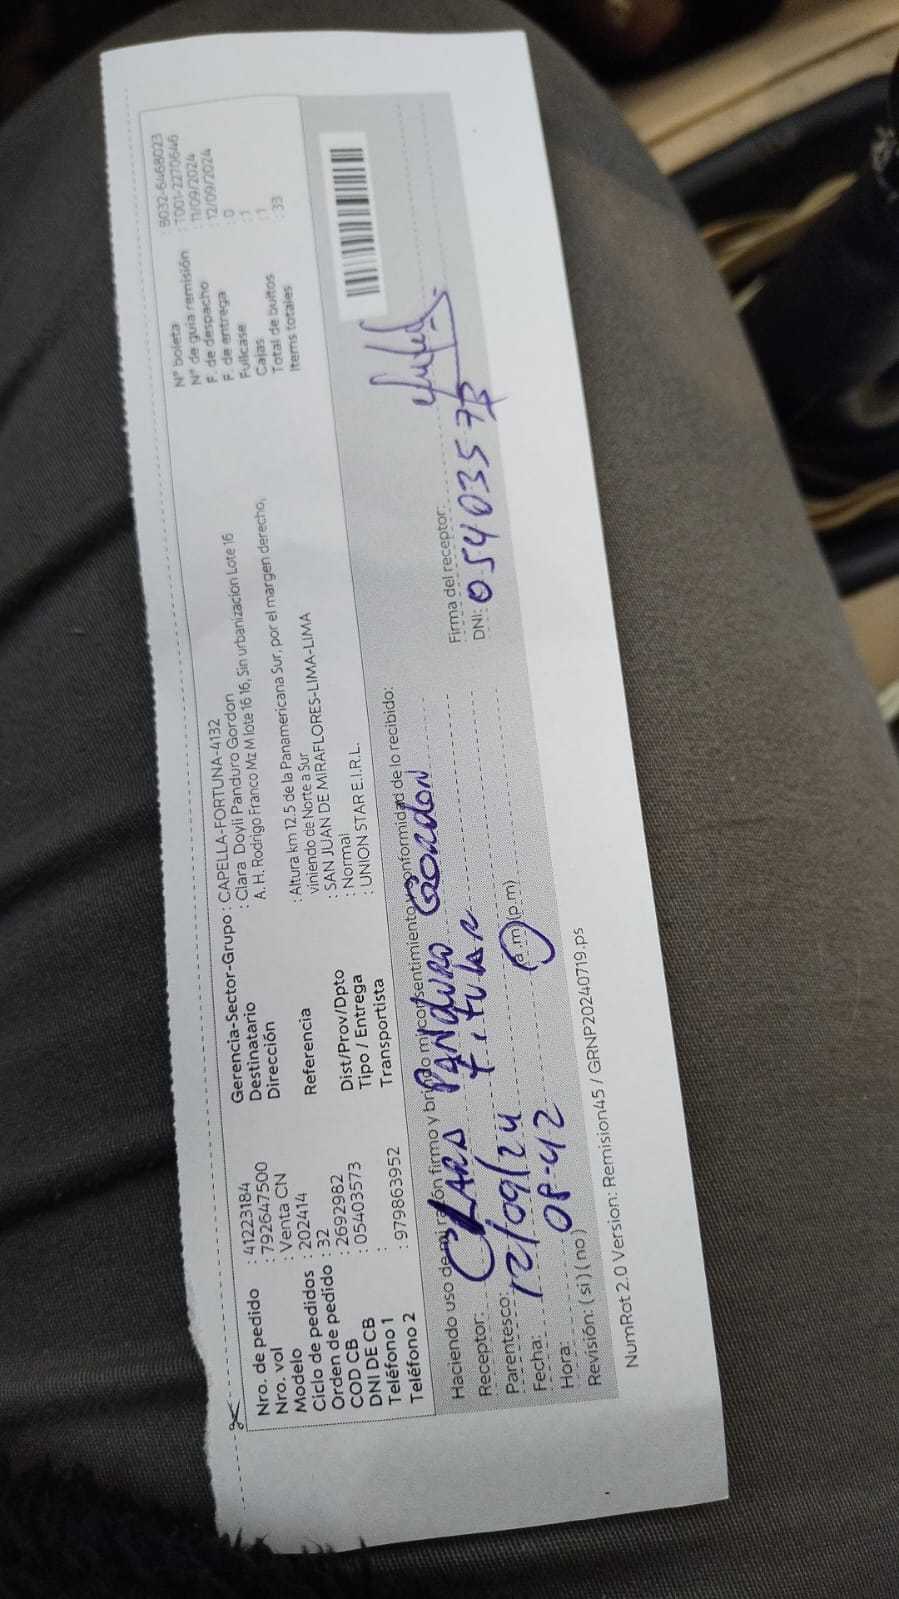 Nro. de pedido : 41223184
Nro. vol : 792647500
Modelo : Venta CN
Ciclo de pedidos : 202414
Orden de pedido : 32
COD CB : 2692982
DNI DE CB : 05403573
Teléfono 1 :
Teléfono 2 : 979863952
Gerencia-Sector-Grupo : CAPELLA-FORTUNA-4132
Destinatario : Clara Doyli Panduro Gordon
Dirección A. H. Rodrigo Franco Mz M lote 16 16, Sin urbanizacion Lote 16
Referencia : Altura km 12.5 de la Panamericana Sur, por el margen derecho,
viniendo de Norte a Sur
Dist/Prov/Dpto : SAN JUAN DE MIRAFLORES-LIMA-LIMA
Tipo / Entrega : Normal
Transportista : UNION STAR E.I.R.L.
N° boleta : B032-6468023
N° de guia remisión : T001-2270646
F. de despacho : 11/09/2024
F. de entrega : 12/09/2024
Fullcase : 0
Cajas : 1
Total de bultos : 1
Items totales : 33
Haciendo uso de mi razón firmo y brindo mi consentimiento y conformidad de lo recibido:
Receptor: CLARA PANDURO GORDON
Parentesco: titular
Fecha: 12/09/24
Hora: 08-42 (a.m) (p.m)
Revisión: ( si ) ( no )
Firma del receptor:
DNI: 05403573
NumRot 2.0 Version: Remision45 / GRNP20240719.ps